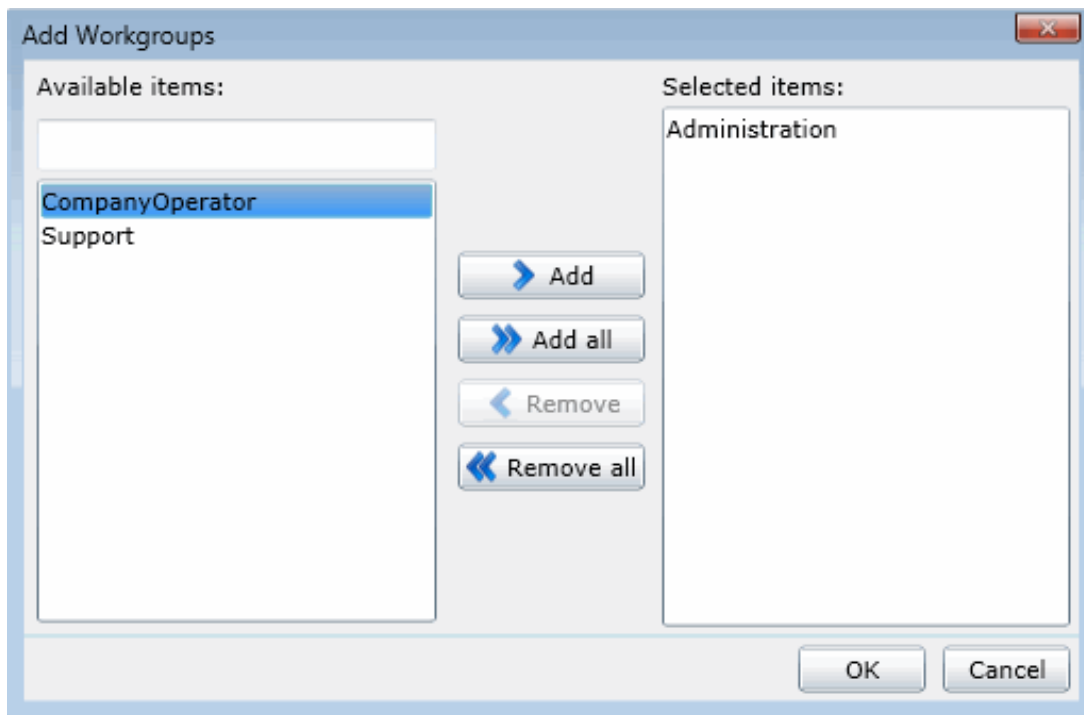 Add Workgroups
Available items:
CompanyOperator
Support
Add
Add all
Remove
Remove all
Selected items:
Administration
OK
Cancel